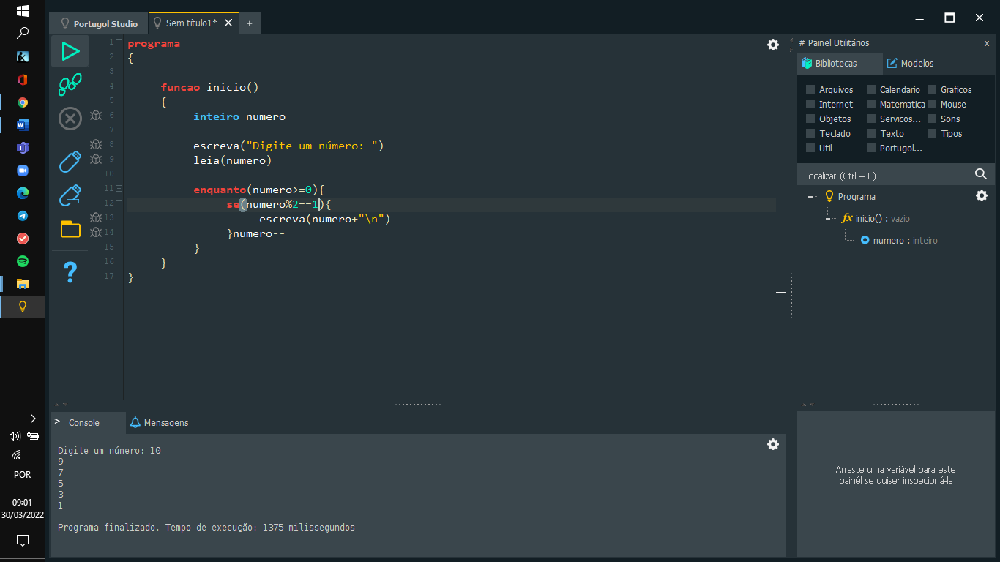 Portugol Studio
Sem título1*
+
1 programa
2 {
3
4 funcao inicio()
5 {
6 inteiro numero
7
8 escreva("Digite um número: ")
9 leia(numero)
10
11 enquanto(numero>=0){
12 se(numero%2==1){
13 escreva(numero+"\n")
14 }numero--
15 }
16 }
17 }
# Painel Utilitários x
Bibliotecas Modelos
Arquivos Calendario Graficos
Internet Matematica Mouse
Objetos Servicos... Sons
Teclado Texto Tipos
Util Portugol...
Localizar (Ctrl + L)
Programa
inicio() : vazio
numero : inteiro
>_ Console
Mensagens
Digite um número: 10
9
7
5
3
1
Programa finalizado. Tempo de execução: 1375 milissegundos
Arraste uma variável para este
painél se quiser inspecioná-la
POR
09:01
30/03/2022